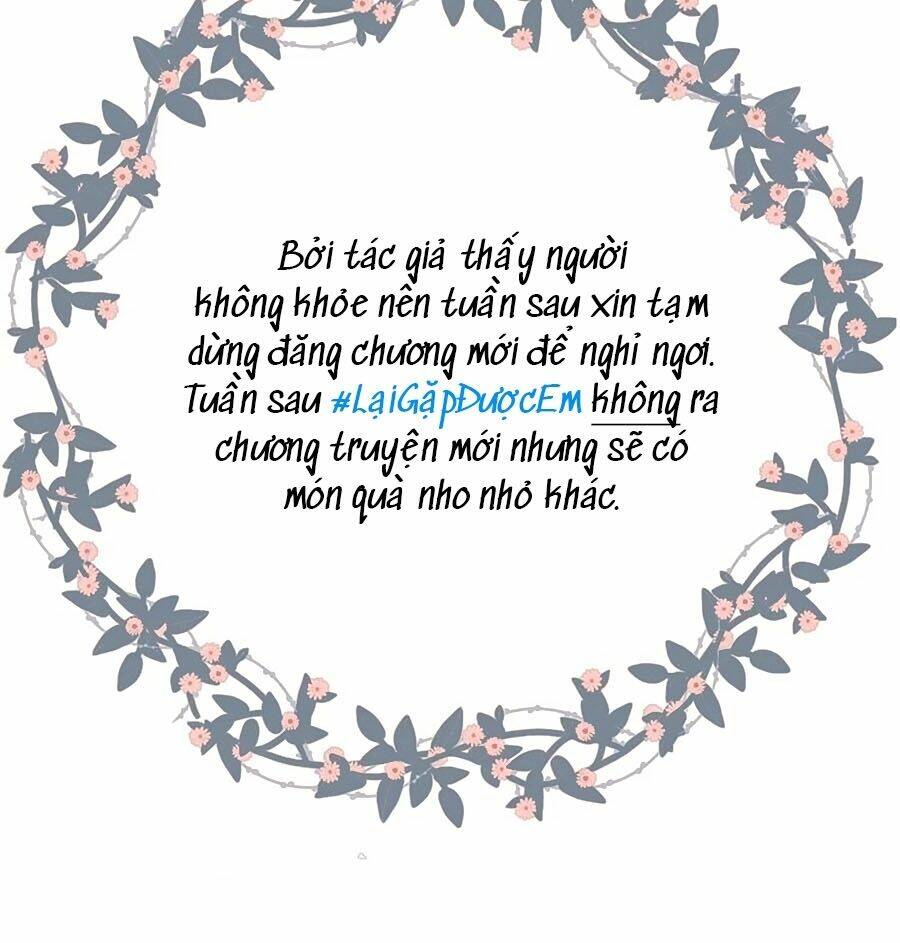 Bởi tác giả thấy người
không khỏe nên tuần sau xin tạm
dừng đăng chương mới để nghỉ ngơi.
Tuần sau #LạiGặpĐượcEm không ra
chương truyện mới nhưng sẽ có
món quà nho nhỏ khác.